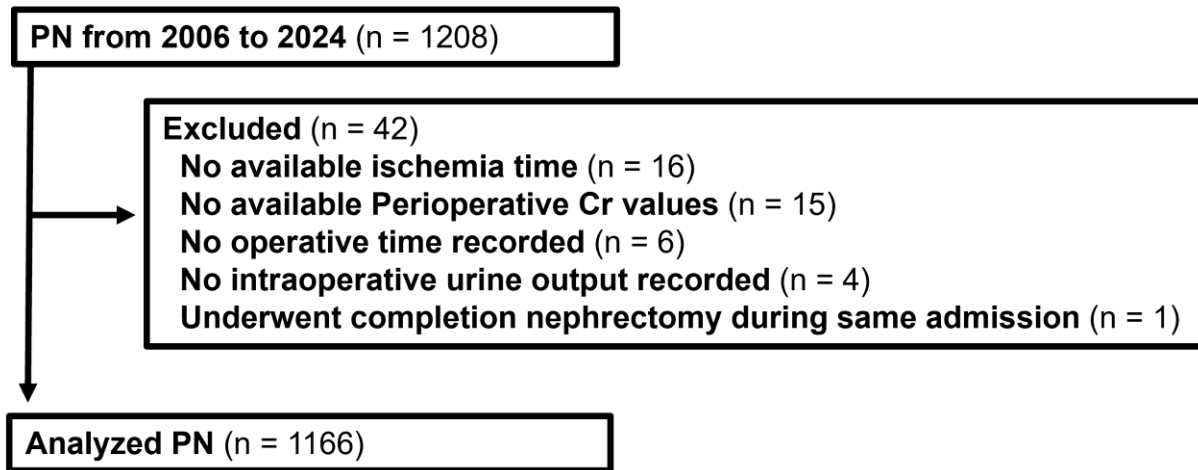 PN from 2006 to 2024 (n = 1208)
Excluded (n = 42)
No available ischemia time (n = 16)
No available Perioperative Cr values (n = 15)
No operative time recorded (n = 6)
No intraoperative urine output recorded (n = 4)
Underwent completion nephrectomy during same admission (n = 1)
Analyzed PN (n = 1166)